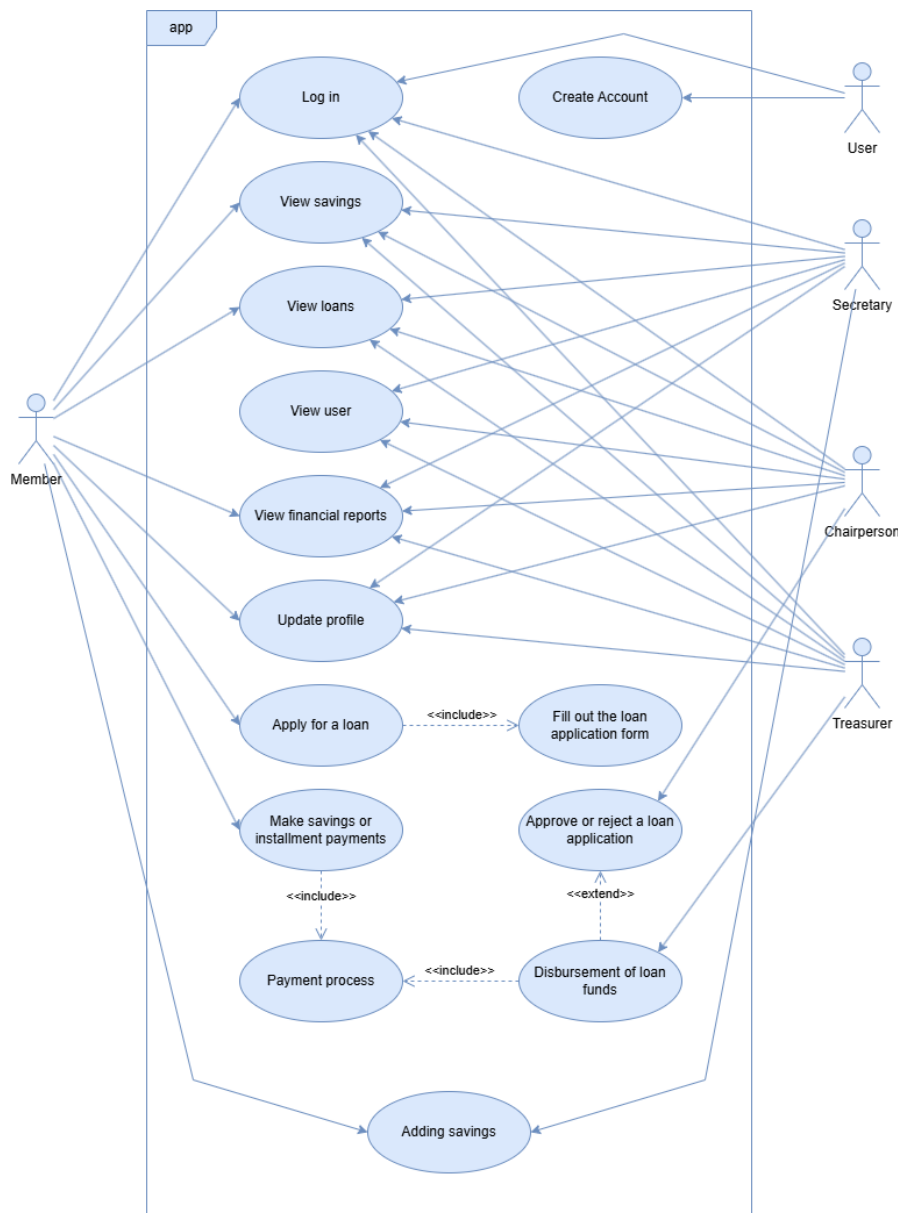 app
Log in
Create Account
User
View savings
Secretary
View loans
View user
Member
View financial reports
Chairperson
Update profile
Apply for a loan
<<include>>
Fill out the loan
application form
Treasurer
Make savings or
installment payments
Approve or reject a loan
application
<<include>>
<<extend>>
Payment process
<<include>>
Disbursement of loan
funds
Adding savings